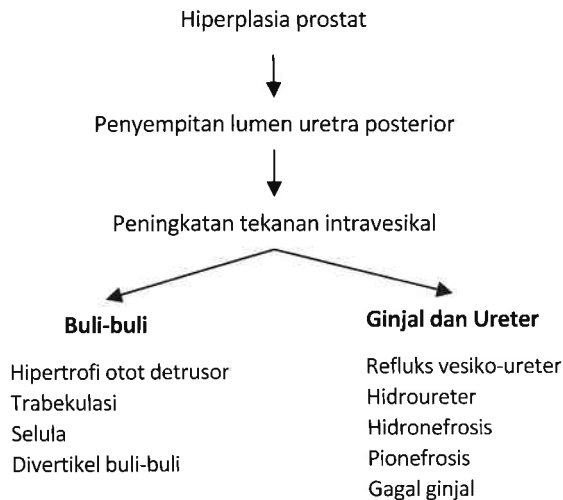 Hiperplasia prostat
Penyempitan lumen uretra posterior
Peningkatan tekanan intravesikal
Buli-buli
Hipertrofi otot detrusor
Trabekulasi
Selula
Divertikel buli-buli
Ginjal dan Ureter
Refluks vesiko-ureter
Hidroureter
Hidronefrosis
Pionefrosis
Gagal ginjal